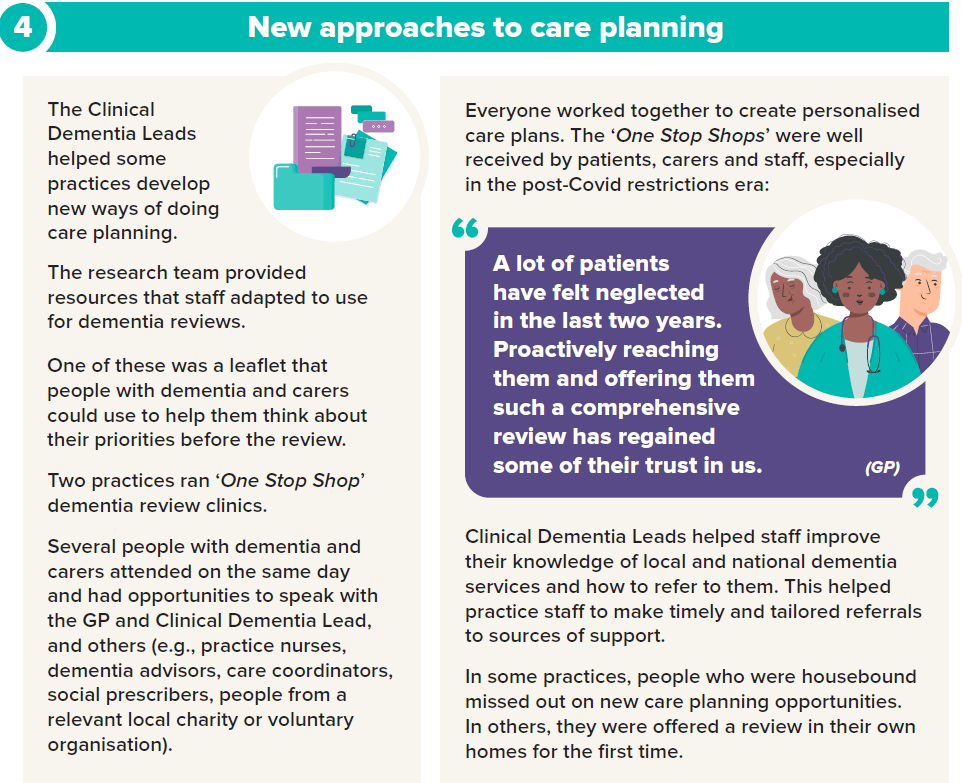 4
New approaches to care planning
The Clinical
Dementia Leads
helped some
practices develop
new ways of doing
care planning.
The research team provided
resources that staff adapted to use
for dementia reviews.
One of these was a leaflet that
people with dementia and carers
could use to help them think about
their priorities before the review.
Two practices ran ‘One Stop Shop’
dementia review clinics.
Several people with dementia and
carers attended on the same day
and had opportunities to speak with
the GP and Clinical Dementia Lead,
and others (e.g., practice nurses,
dementia advisors, care coordinators,
social prescribers, people from a
relevant local charity or voluntary
organisation).
Everyone worked together to create personalised
care plans. The ‘One Stop Shops’ were well
received by patients, carers and staff, especially
in the post-Covid restrictions era:
“
A lot of patients
have felt neglected
in the last two years.
Proactively reaching
them and offering them
such a comprehensive
review has regained
some of their trust in us.
(GP)
”
Clinical Dementia Leads helped staff improve
their knowledge of local and national dementia
services and how to refer to them. This helped
practice staff to make timely and tailored referrals
to sources of support.
In some practices, people who were housebound
missed out on new care planning opportunities.
In others, they were offered a review in their own
homes for the first time.